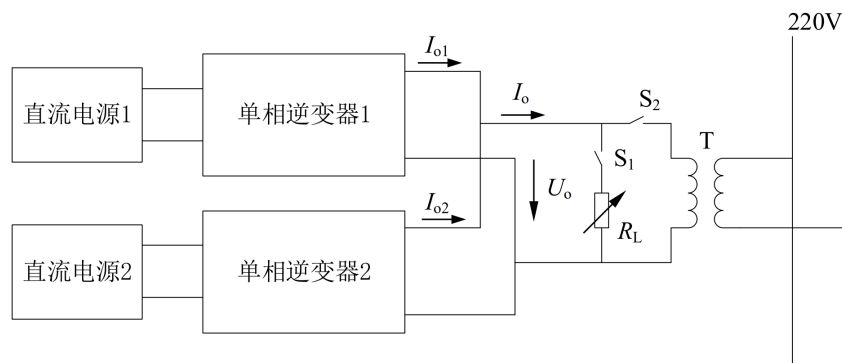 220V
Io1
直流电源1
单相逆变器1
Io
S2
T
S1
Uo
RL
Io2
直流电源2
单相逆变器2